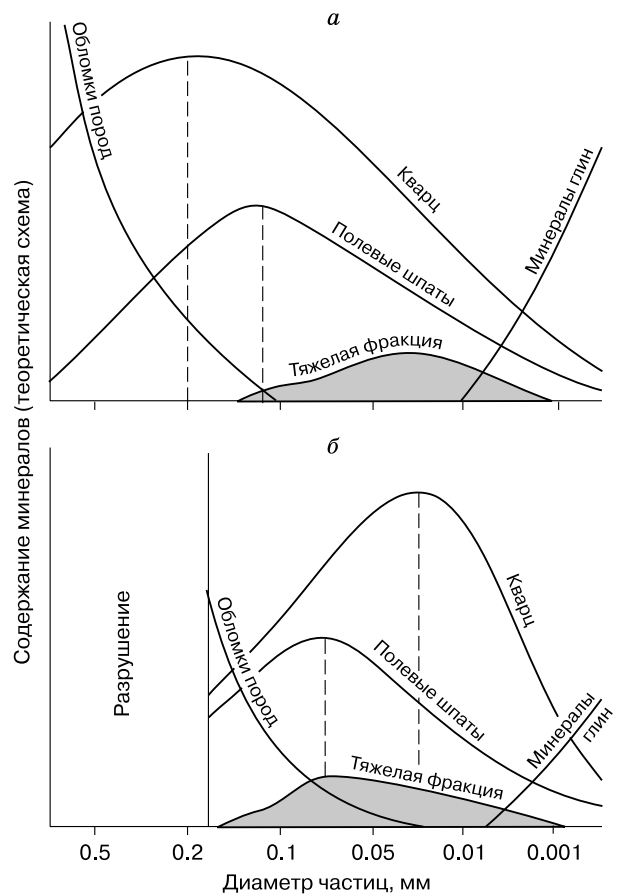 а
Обломки пород
Кварц
Полевые шпаты
Минералы глин
Тяжелая фракция
Содержание минералов (теоретическая схема)
б
Разрушение
Обломки пород
Кварц
Полевые шпаты
Минералы
глин
Тяжелая фракция
0.5 0.2 0.1 0.05 0.01 0.001
Диаметр частиц, мм